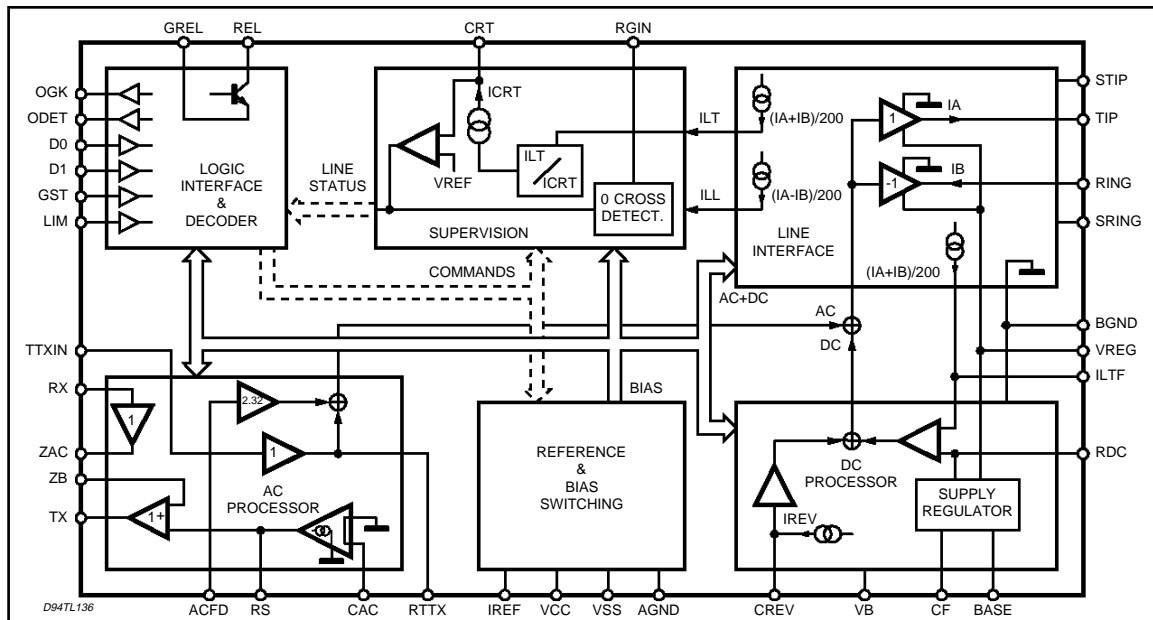 GREL
REL
CRT
RGIN
OGK
ODET
D0
D1
GST
LIM
LOGIC
INTERFACE
&
DECODER
LINE
STATUS
ICRT
VREF
ILT
ICRT
0 CROSS
DETECT.
SUPERVISION
COMMANDS
ILT
ILL
(IA+IB)/200
(IA-IB)/200
1
IA
-1
IB
LINE
INTERFACE
(IA+IB)/200
STIP
TIP
RING
SRING
AC+DC
AC
DC
BGND
VREG
ILTF
RDC
TTXIN
RX
ZAC
ZB
TX
1
2.32
1
AC
PROCESSOR
1+
BIAS
REFERENCE
&
BIAS
SWITCHING
DC
PROCESSOR
IREV
SUPPLY
REGULATOR
D94TL136
ACFD
RS
CAC
RTTX
IREF
VCC
VSS
AGND
CREV
VB
CF
BASE